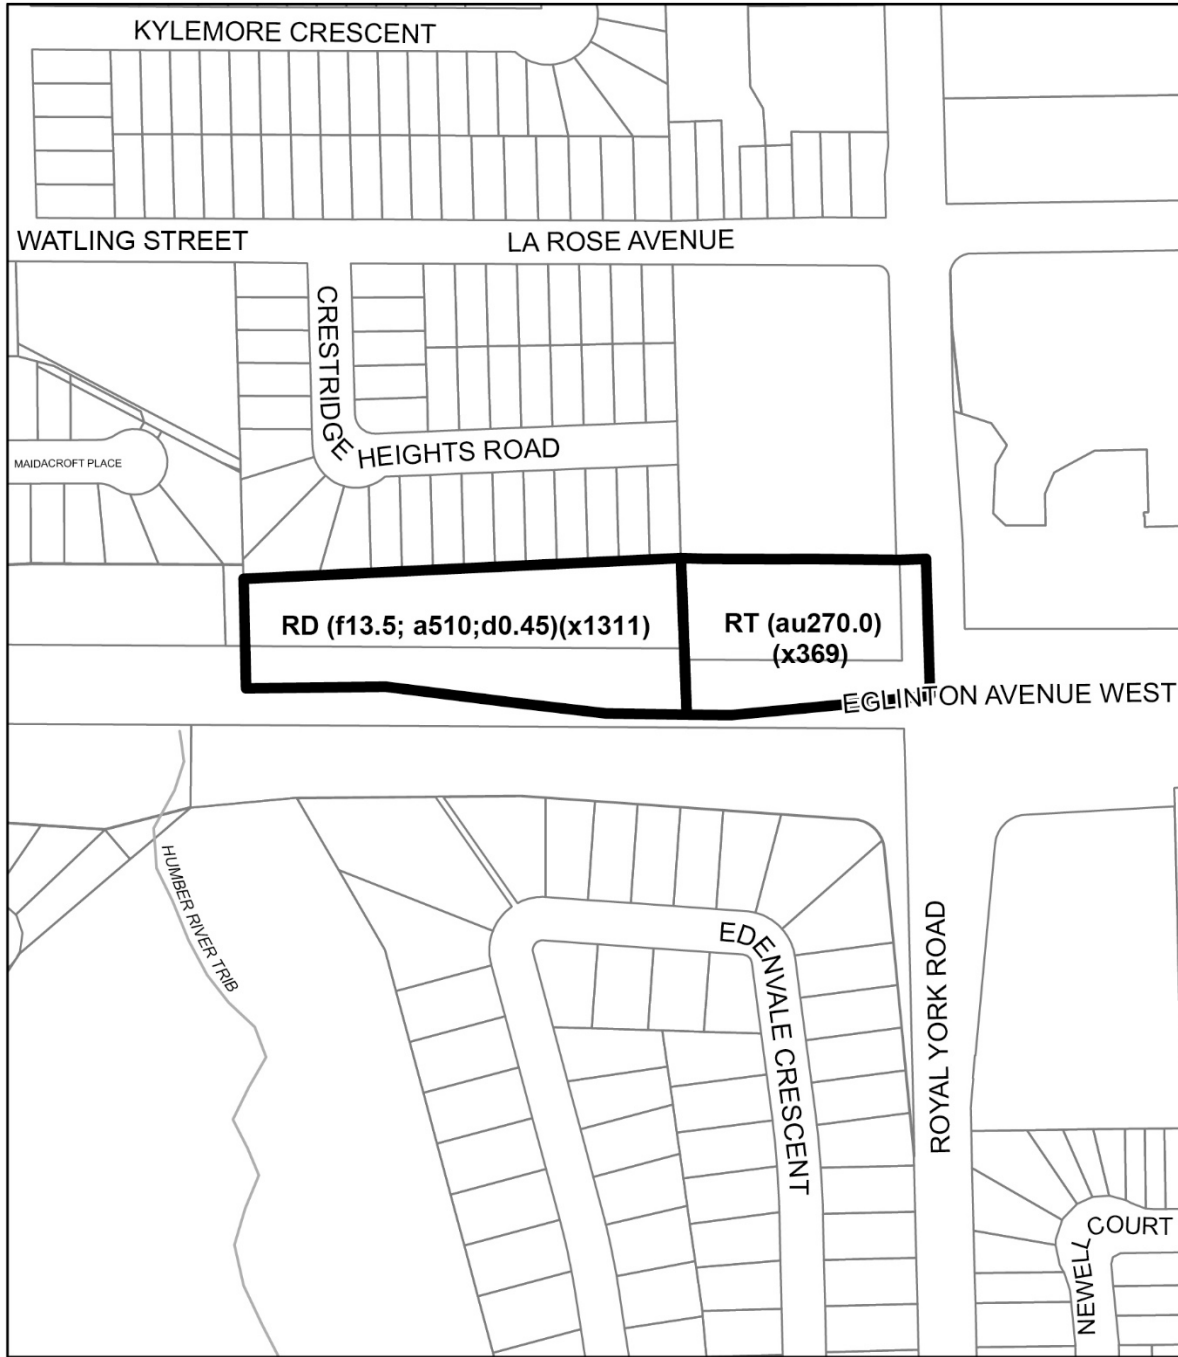 KYLEMORE CRESCENT
WATLING STREET
LA ROSE AVENUE
CRESTRIDGE
HEIGHTS ROAD
MAIDACROFT PLACE
RD (f13.5; a510;d0.45)(x1311)
RT (au270.0)
(x369)
EGLINTON AVENUE WEST
HUMBER RIVER TRIB
EDENVALE CRESCENT
ROYAL YORK ROAD
NEWELL
COURT